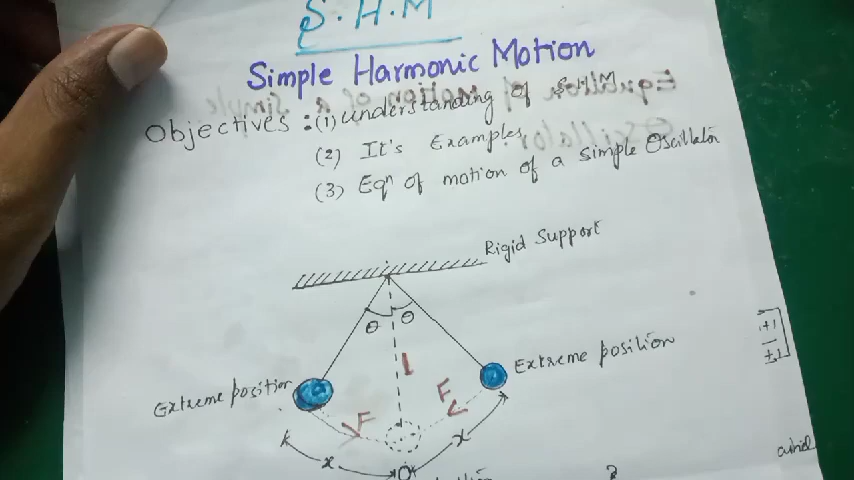 S.H.M
Simple Harmonic Motion
Objectives : (1) understanding of S.H.M
(2) It's Examples,
(3) Eqn of motion of a simple Oscillator
Rigid Support
θ θ
l
Extreme position
Extreme position
F
F
x
x
O